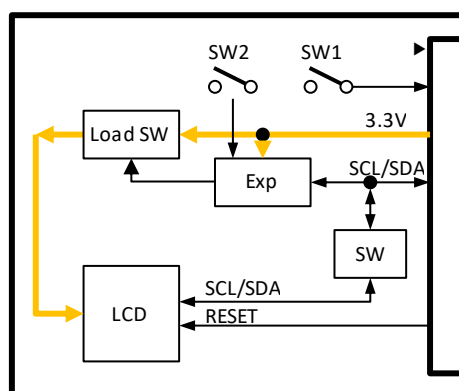 SW2
SW1
3.3V
Load SW
SCL/SDA
Exp
SW
SCL/SDA
LCD
RESET